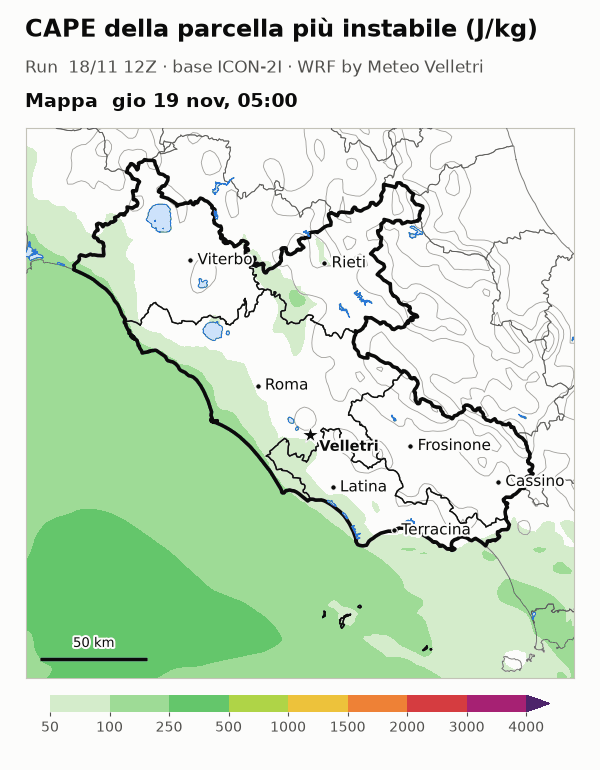 CAPE della parcella più instabile (J/kg)
Run  18/11 12Z · base ICON-2I · WRF by Meteo Velletri
Mappa  gio 19 nov, 05:00
Viterbo
Rieti
Roma
Velletri
Frosinone
Cassino
Latina
Terracina
50 km
50 100 250 500 1000 1500 2000 3000 4000